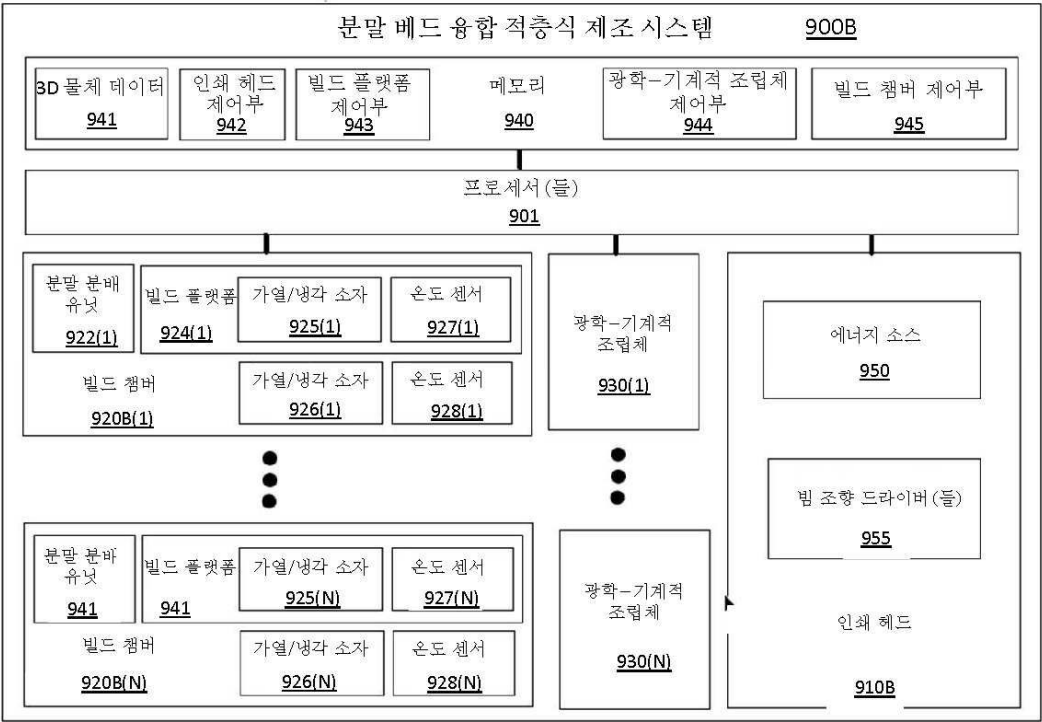 분말 베드 융합 적층식 제조 시스템 900B
3D 물체 데이터
941
인쇄 헤드
제어부
942
빌드 플랫폼
제어부
943
메모리
940
광학-기계적 조립체
제어부
944
빌드 챔버 제어부
945
프로세서(들)
901
분말 분배
유닛
922(1)
빌드 플랫폼
924(1)
가열/냉각 소자
925(1)
온도 센서
927(1)
빌드 챔버
920B(1)
가열/냉각 소자
926(1)
온도 센서
928(1)
광학-기계적
조립체
930(1)
에너지 소스
950
빔 조향 드라이버(들)
955
인쇄 헤드
910B
분말 분배
유닛
941
빌드 플랫폼
941
가열/냉각 소자
925(N)
온도 센서
927(N)
빌드 챔버
920B(N)
가열/냉각 소자
926(N)
온도 센서
928(N)
광학-기계적
조립체
930(N)